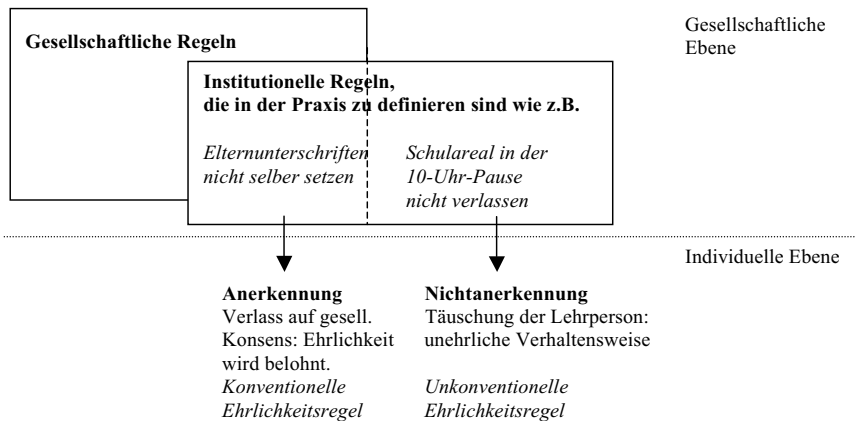 Gesellschaftliche
Ebene
Gesellschaftliche Regeln
Institutionelle Regeln,
die in der Praxis zu definieren sind wie z.B.
Elternunterschriften
nicht selber setzen
Schulareal in der
10-Uhr-Pause
nicht verlassen
Individuelle Ebene
Anerkennung
Verlass auf gesell.
Konsens: Ehrlichkeit
wird belohnt.
Konventionelle
Ehrlichkeitsregel
Nichtanerkennung
Täuschung der Lehrperson:
unehrliche Verhaltensweise
Unkonventionelle
Ehrlichkeitsregel